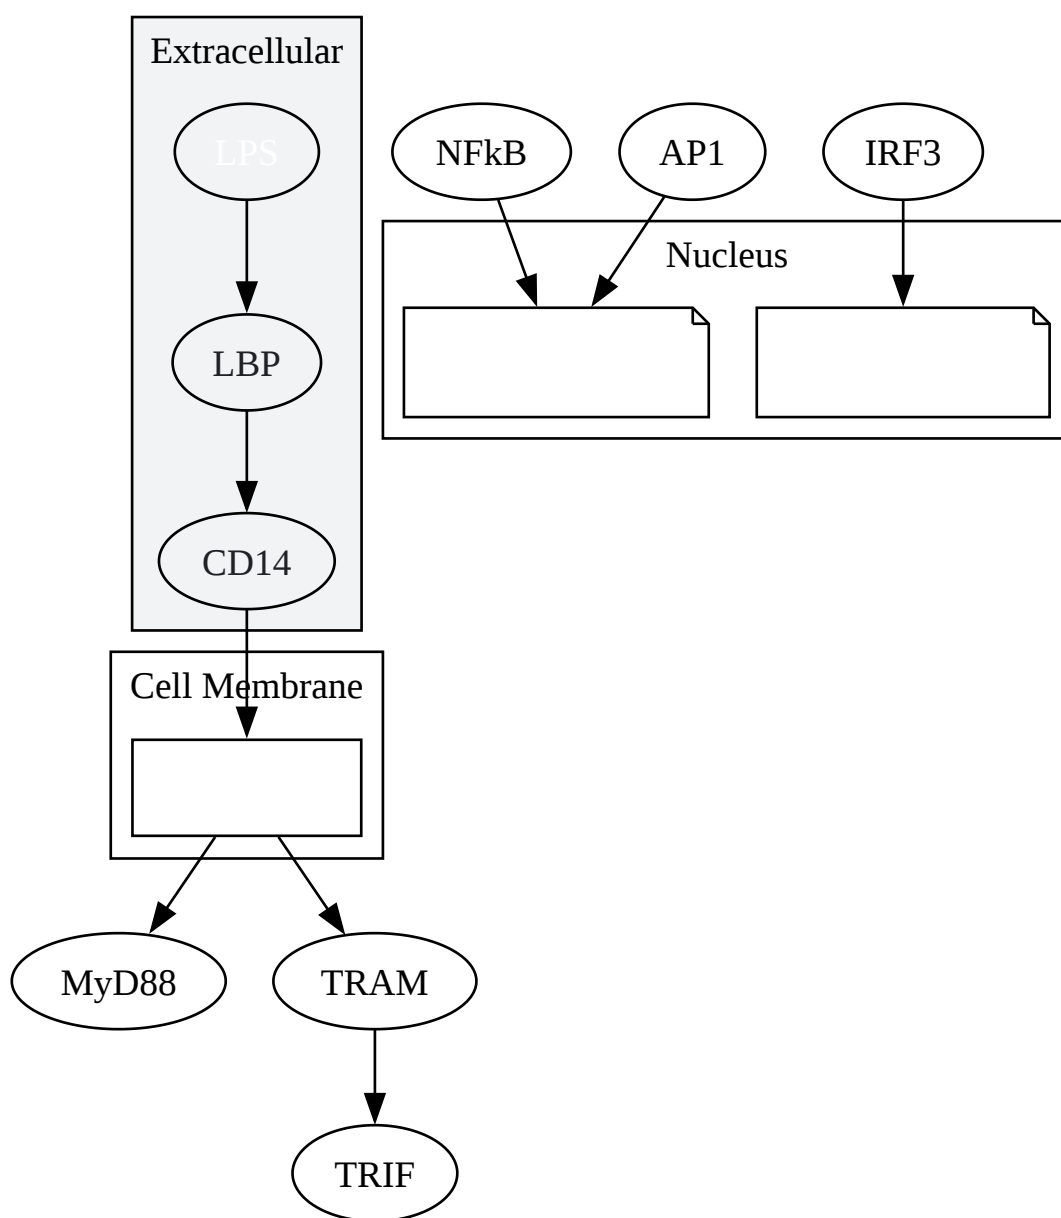 Extracellular
LPS
NFkB
AP1
IRF3
Nucleus
LBP
CD14
Cell Membrane
MyD88
TRAM
TRIF